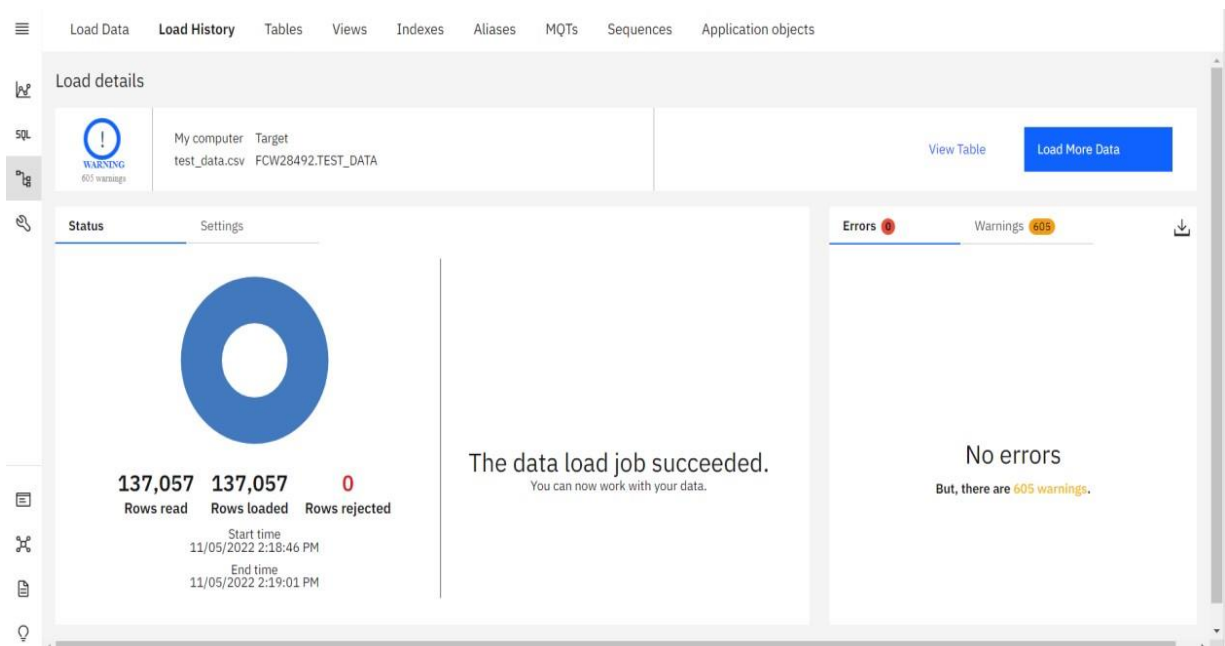 Load Data Load History Tables Views Indexes Aliases MQTs Sequences Application objects
Load details
SQL
!
WARNING
605 warnings
My computer Target
test_data.csv FCW28492.TEST_DATA
View Table
Load More Data
Status Settings
Errors 0 Warnings 605
137,057 137,057 0
Rows read Rows loaded Rows rejected
Start time
11/05/2022 2:18:46 PM
End time
11/05/2022 2:19:01 PM
The data load job succeeded.
You can now work with your data.
No errors
But, there are 605 warnings.